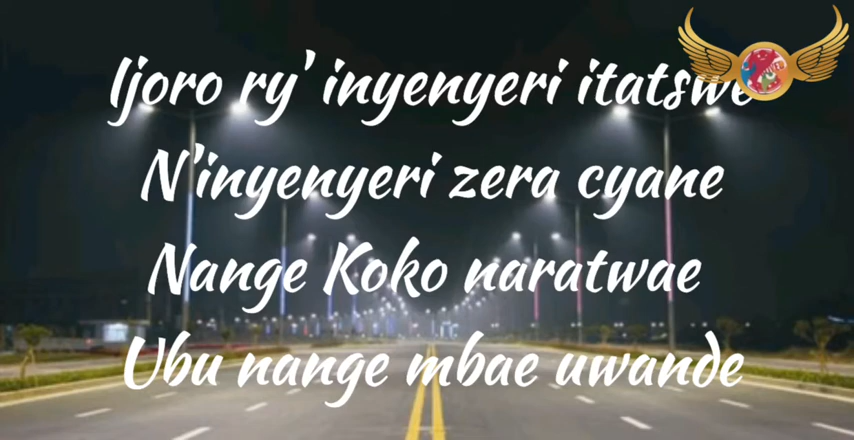 Ijoro ry' inyenyeri itatswe
N'inyenyeri zera cyane
Nange Koko naratwae
Ubu nange mbae uwande